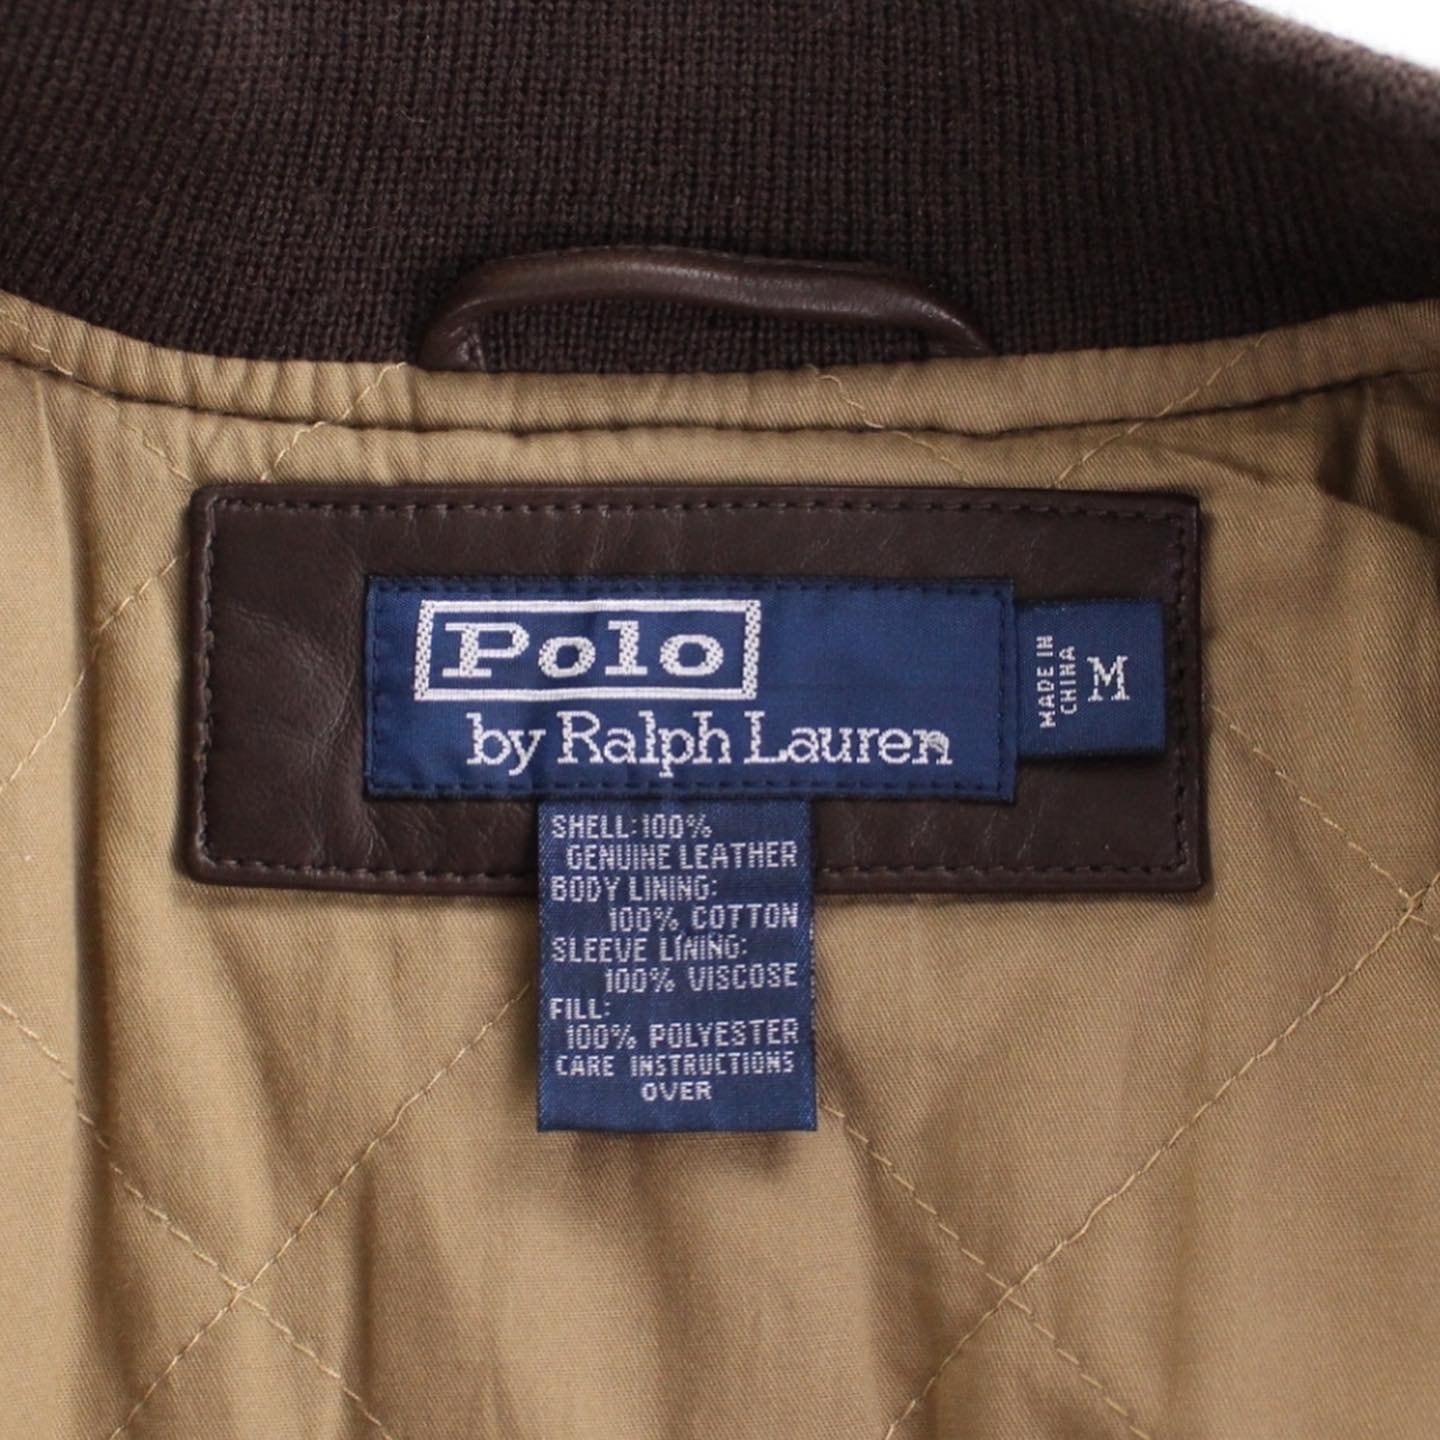 Polo
by Ralph Lauren
MADE IN
CHINA
M
SHELL: 100%
GENUINE LEATHER
BODY LINING:
100% COTTON
SLEEVE LINING:
100% VISCOSE
FILL:
100% POLYESTER
CARE INSTRUCTIONS
OVER